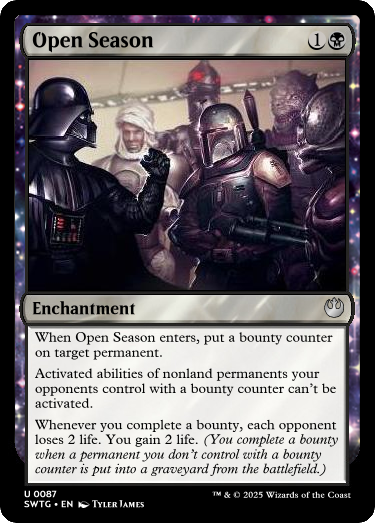 Open Season
1
Enchantment
When Open Season enters, put a bounty counter
on target permanent.
Activated abilities of nonland permanents your
opponents control with a bounty counter can't be
activated.
Whenever you complete a bounty, each opponent
loses 2 life. You gain 2 life. (You complete a bounty
when a permanent you don't control with a bounty
counter is put into a graveyard from the battlefield.)
U 0087
SWTG • EN Tyler James
™ & © 2025 Wizards of the Coast